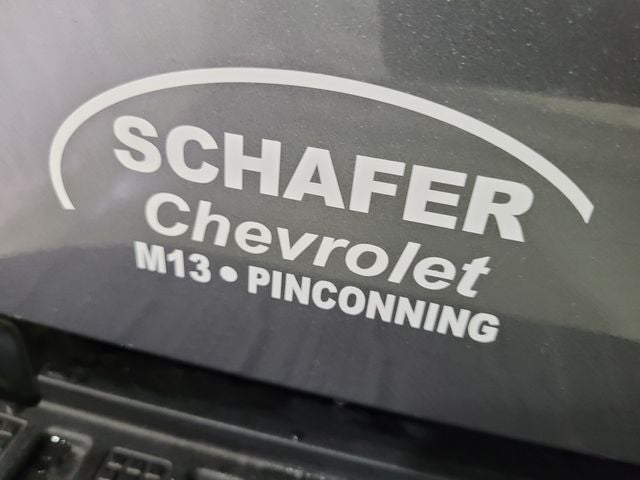 SCHAFER
Chevrolet
M13 • PINCONNING